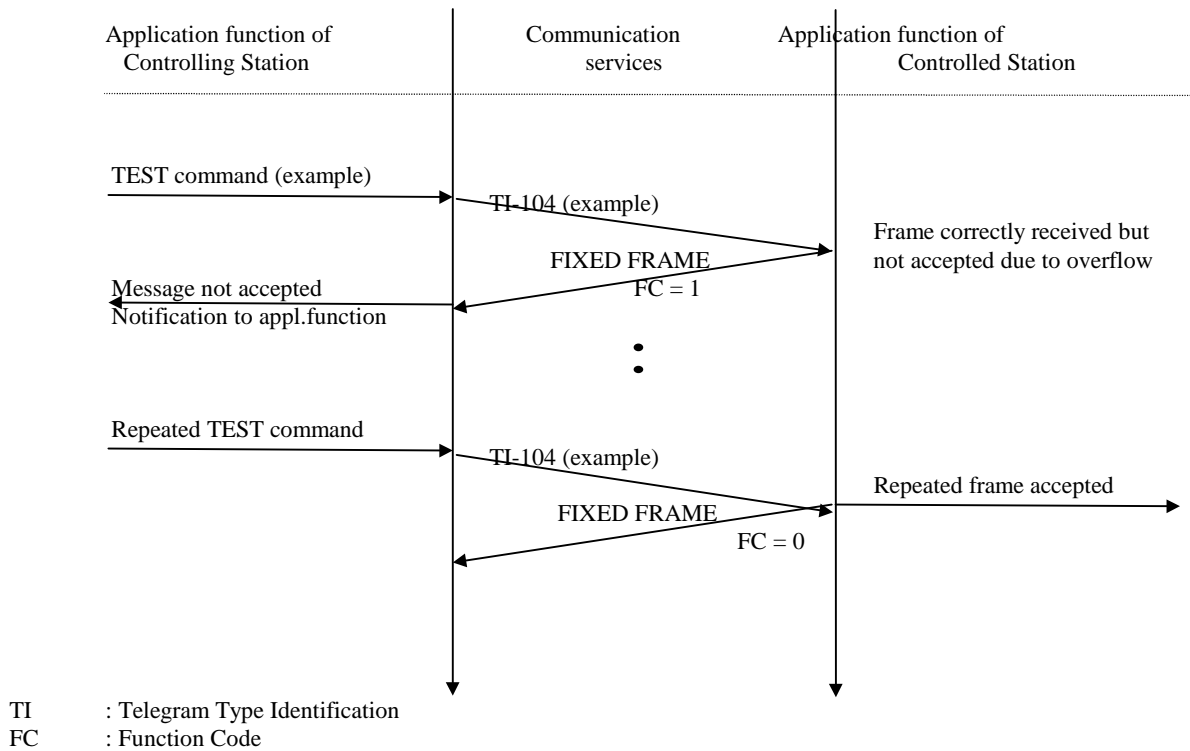 Application function of
Controlling Station
Communication
services
Application function of
Controlled Station
TEST command (example)
TI-104 (example)
Frame correctly received but
not accepted due to overflow
FIXED FRAME
FC = 1
Message not accepted
Notification to appl.function
Repeated TEST command
TI-104 (example)
Repeated frame accepted
FIXED FRAME
FC = 0
TI : Telegram Type Identification
FC : Function Code